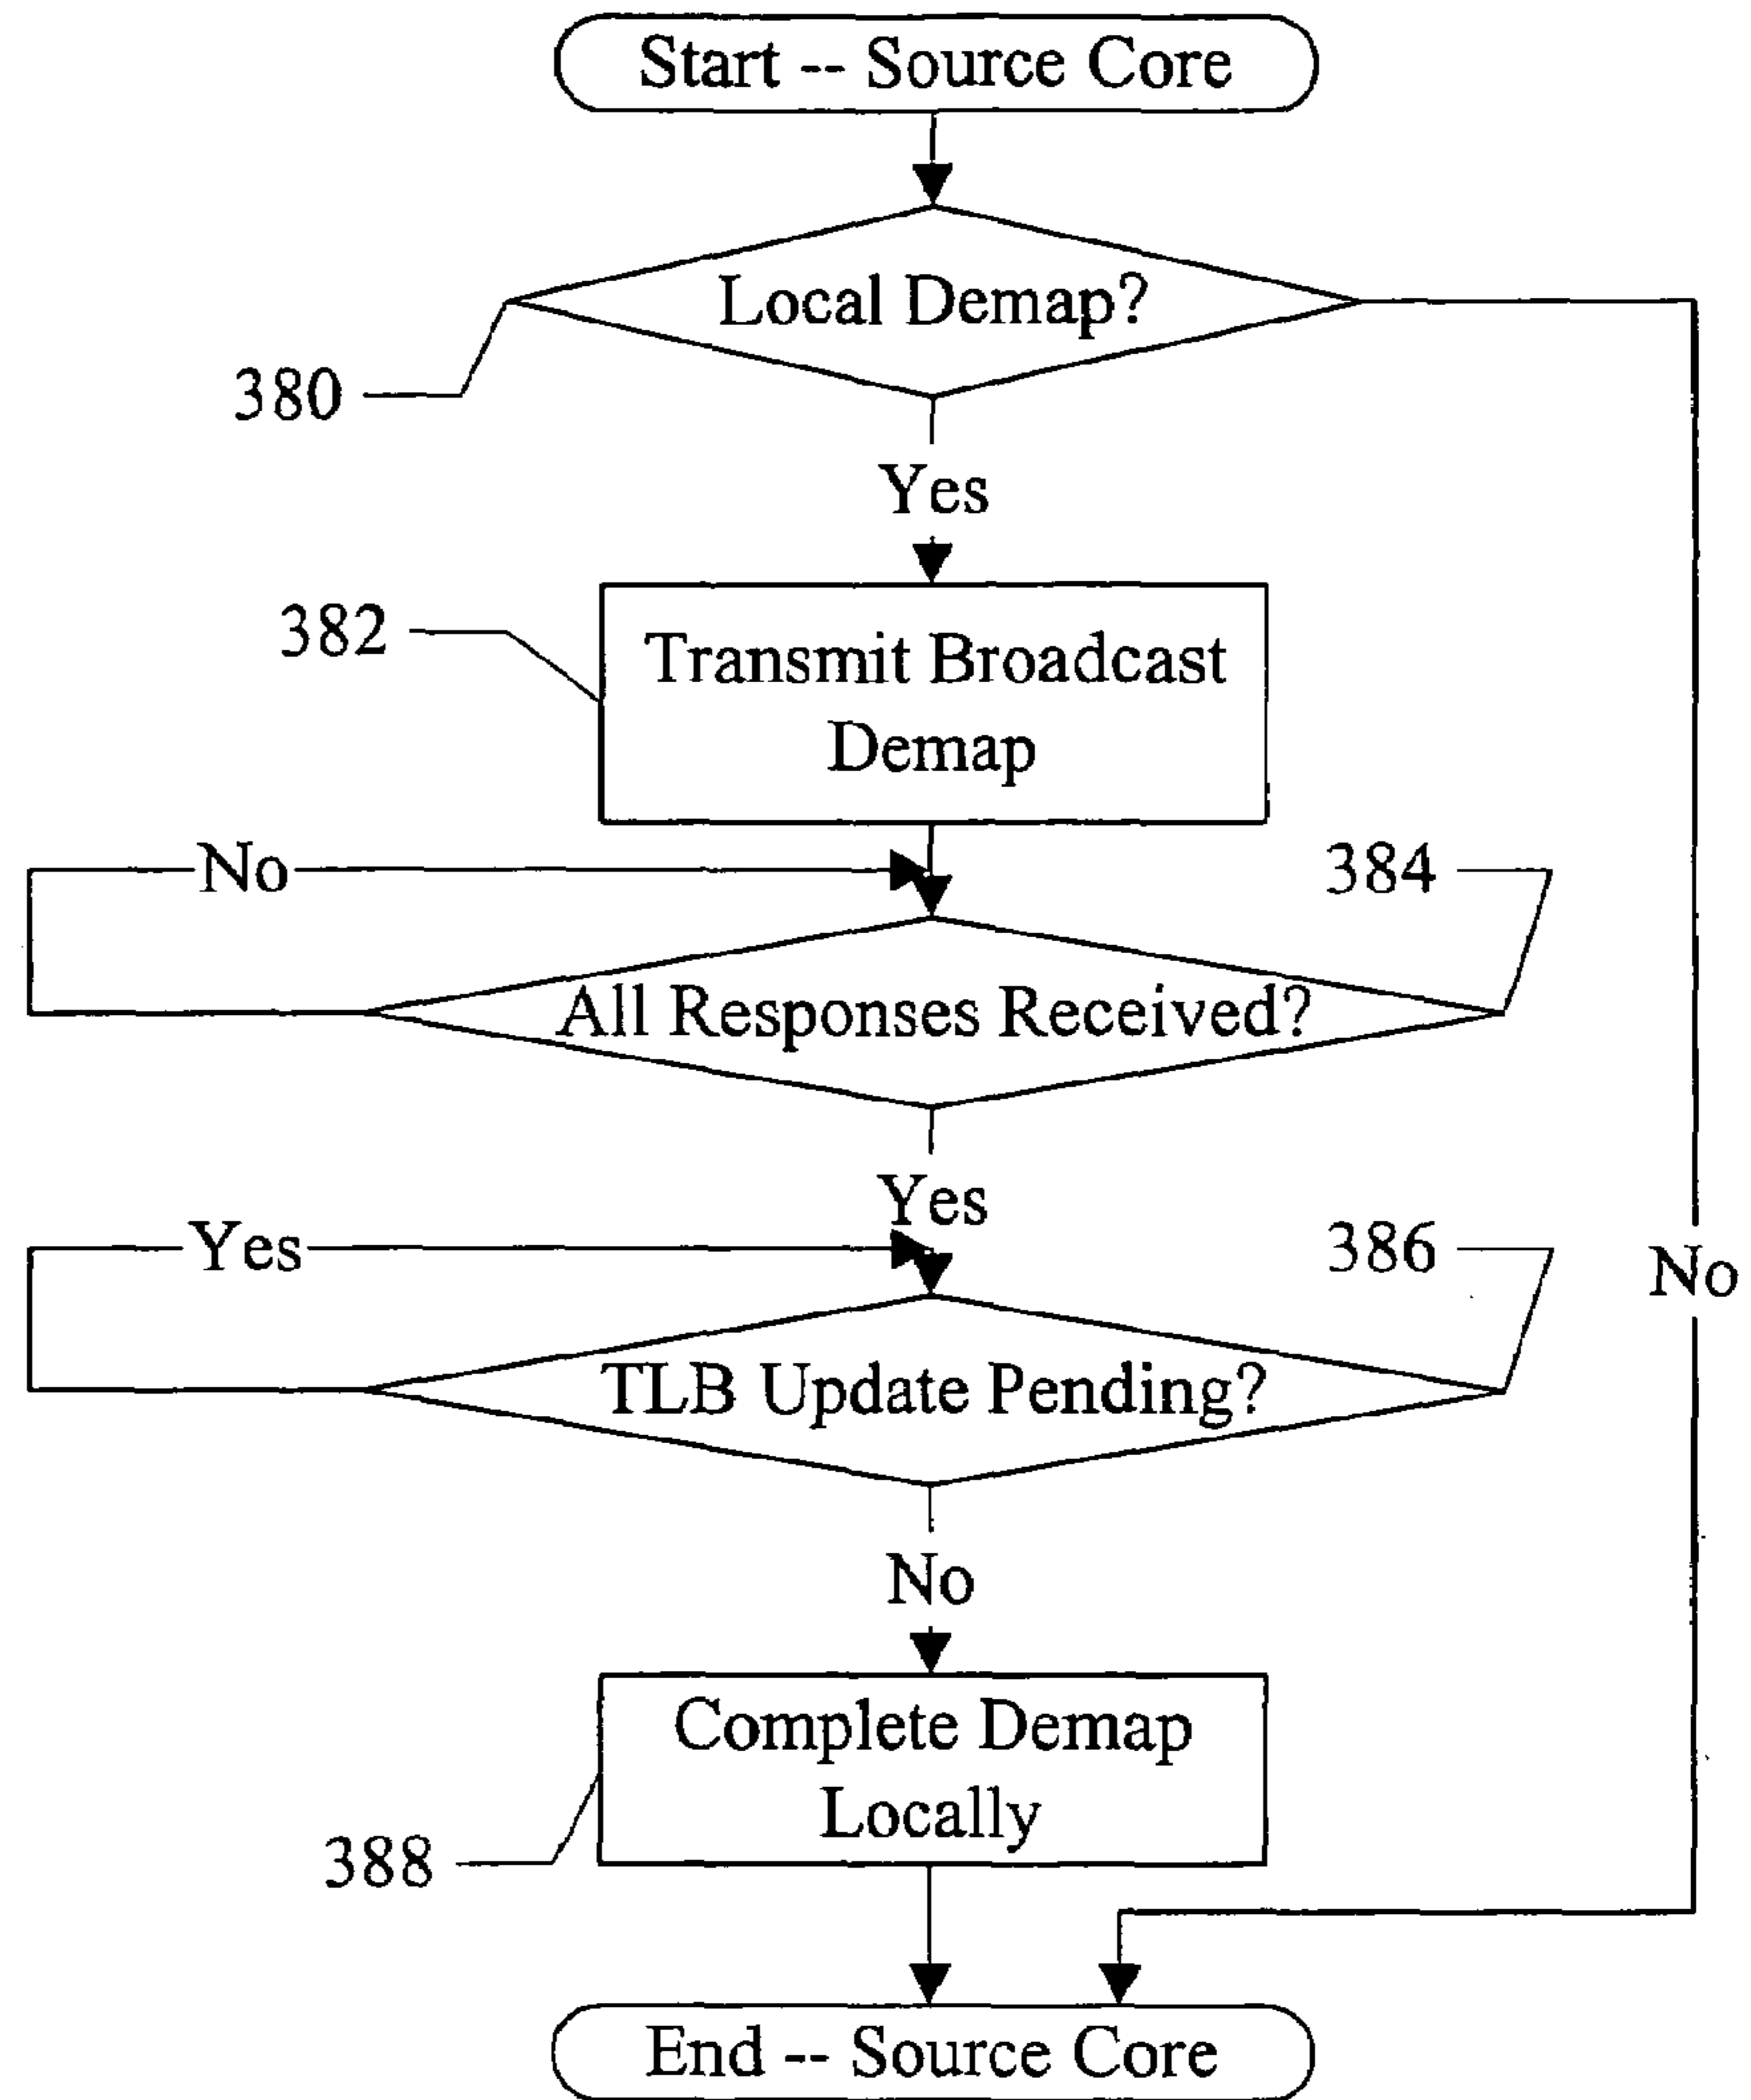 Start -- Source Core
Local Demap?
380
Yes
382
Transmit Broadcast
Demap
No
384
All Responses Received?
Yes
Yes
386
No
TLB Update Pending?
No
Complete Demap
Locally
388
End -- Source Core